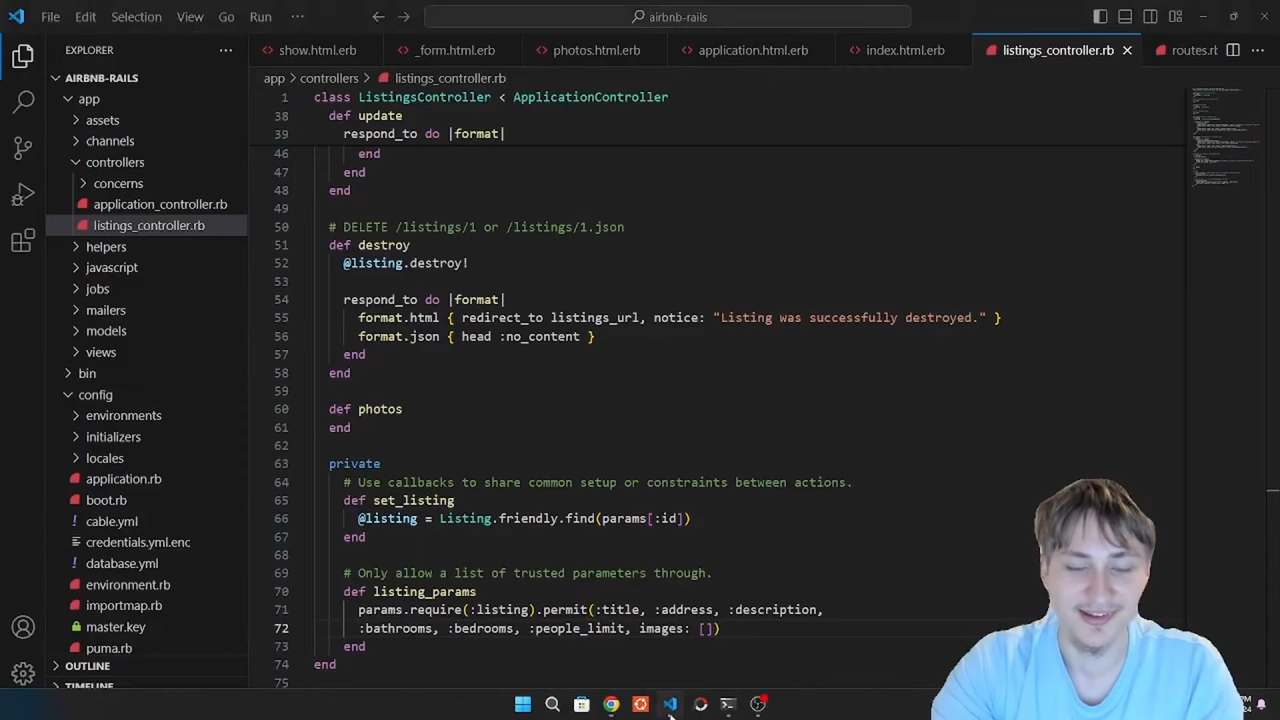 File Edit Selection View Go Run ··· airbnb-rails
EXPLORER ···
show.html.erb _form.html.erb photos.html.erb application.html.erb index.html.erb listings_controller.rb routes.rt ···
AIRBNB-RAILS
app > controllers > listings_controller.rb
app
assets
channels
controllers
concerns
application_controller.rb
listings_controller.rb
helpers
javascript
jobs
mailers
models
views
bin
config
environments
initializers
locales
application.rb
boot.rb
cable.yml
credentials.yml.enc
database.yml
environment.rb
importmap.rb
master.key
puma.rb
OUTLINE
TIMELINE
1 class ListingsController < ApplicationController
38 def update
39 respond_to do |format|
46 end
47 end
48 end
49
50 # DELETE /listings/1 or /listings/1.json
51 def destroy
52 @listing.destroy!
53
54 respond_to do |format|
55 format.html { redirect_to listings_url, notice: "Listing was successfully destroyed." }
56 format.json { head :no_content }
57 end
58 end
59
60 def photos
61 end
62
63 private
64 # Use callbacks to share common setup or constraints between actions.
65 def set_listing
66 @listing = Listing.friendly.find(params[:id])
67 end
68
69 # Only allow a list of trusted parameters through.
70 def listing_params
71 params.require(:listing).permit(:title, :address, :description,
72 :bathrooms, :bedrooms, :people_limit, images: [])
73 end
74 end
75